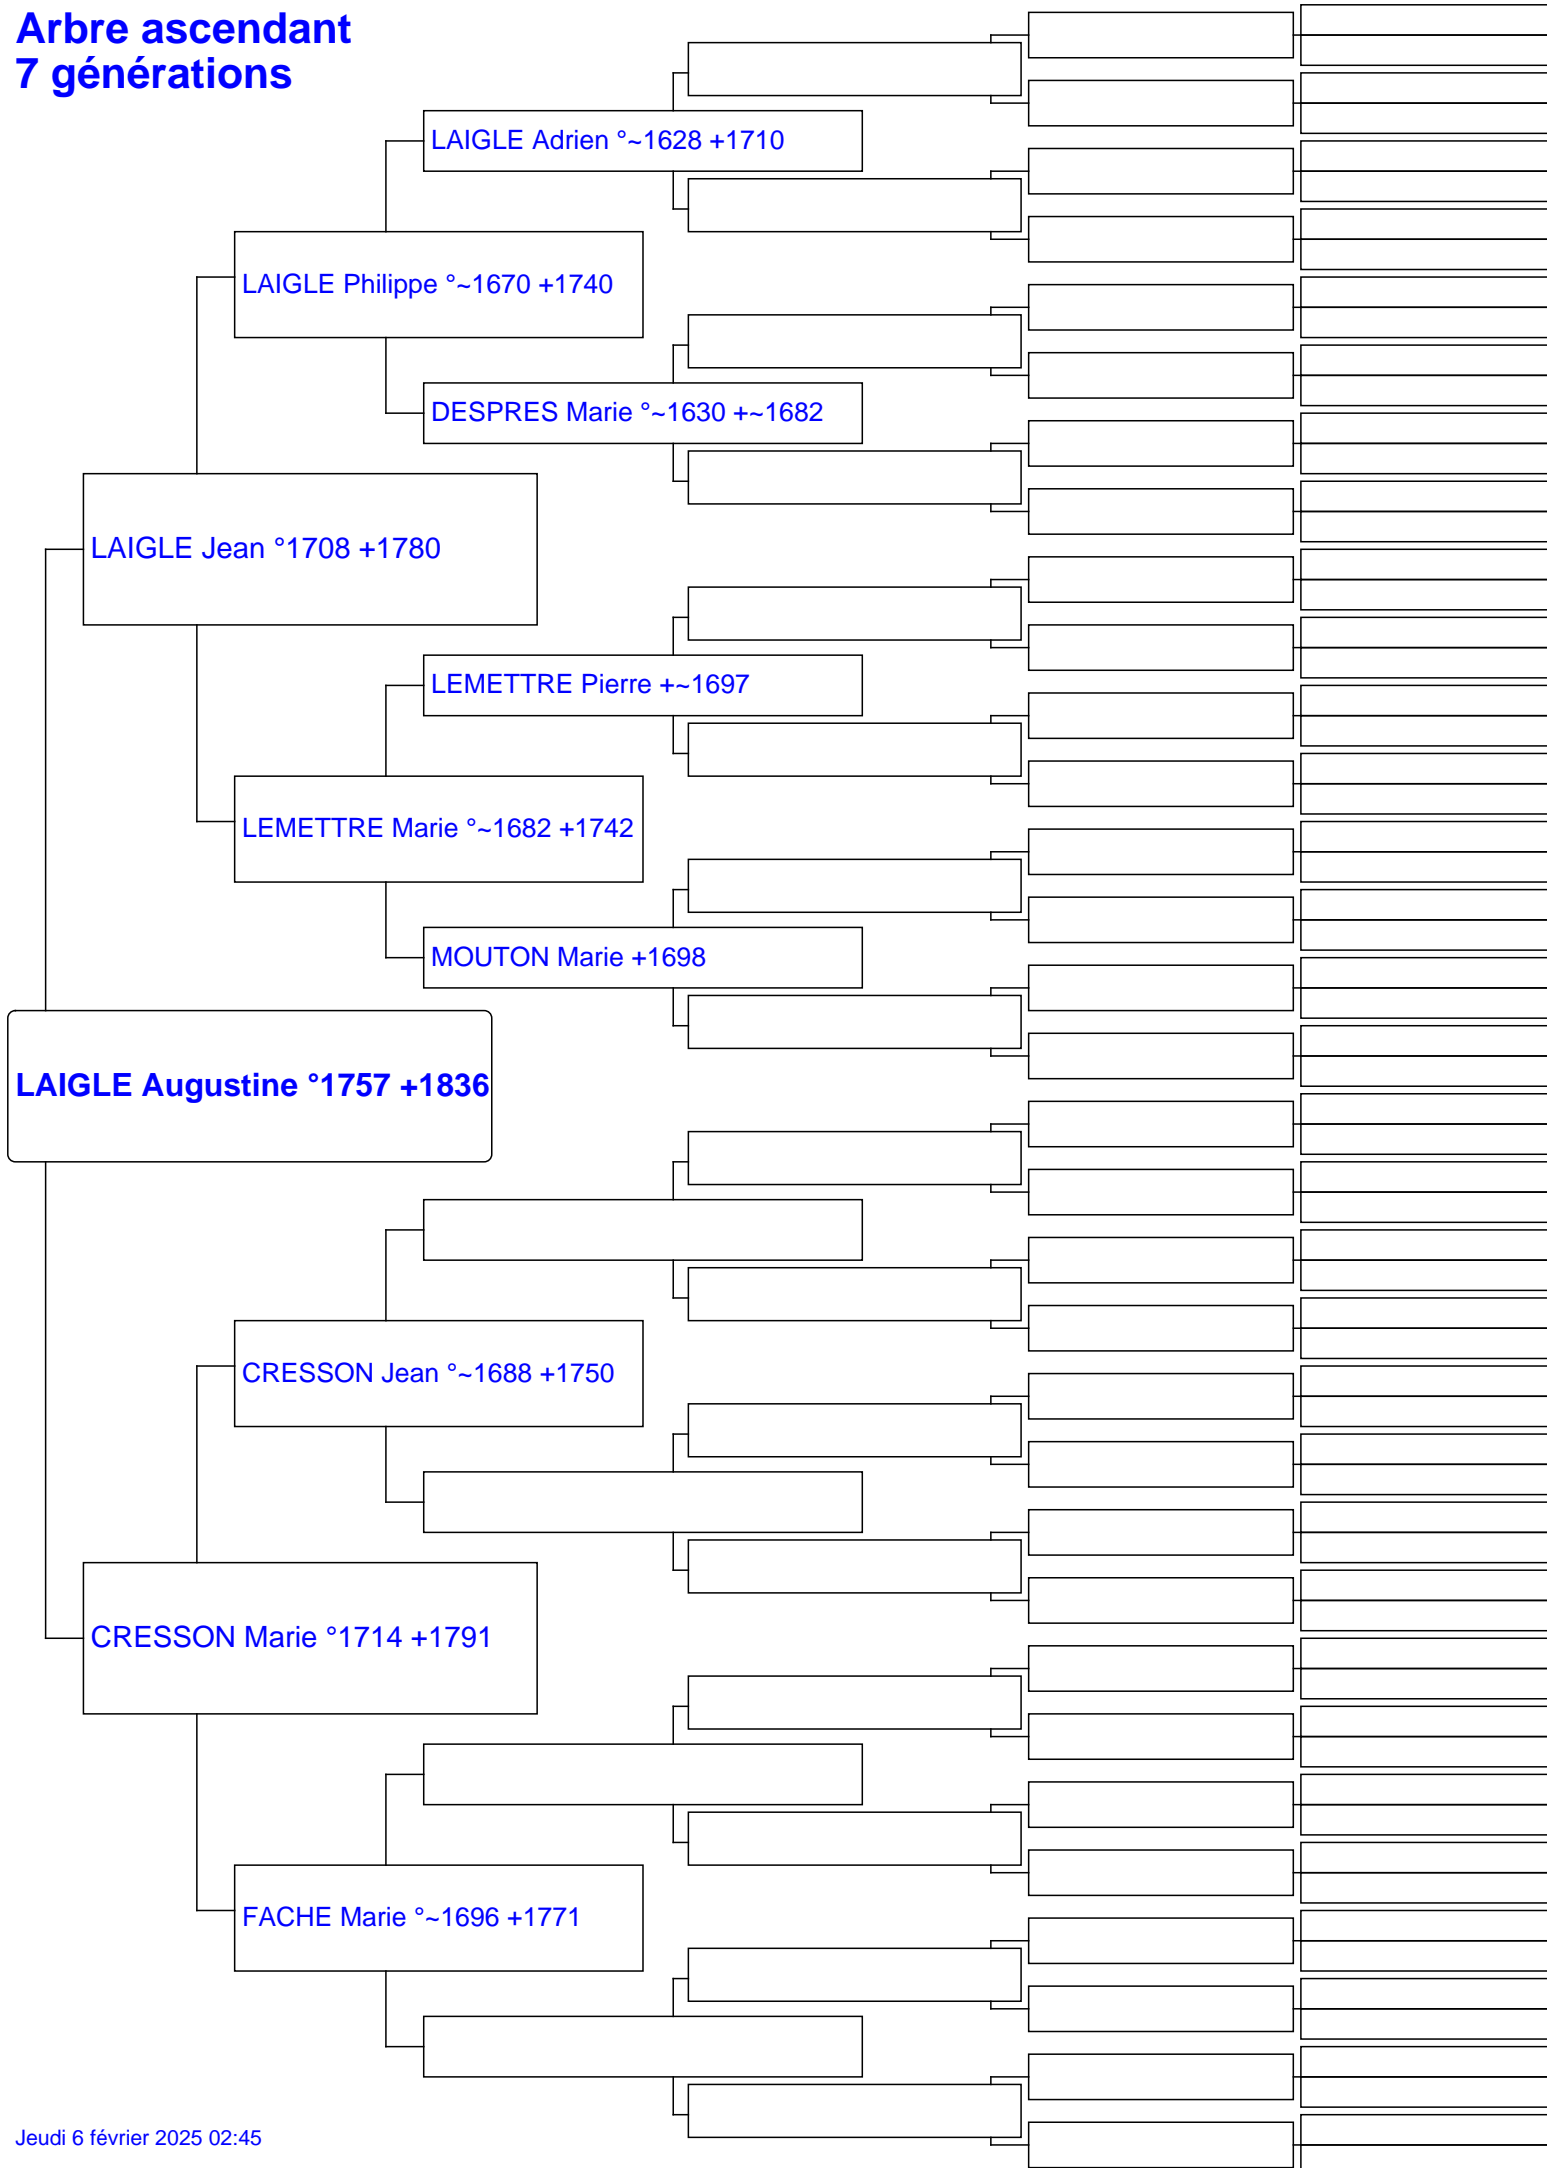 Arbre ascendant
7 générations
LAIGLE Adrien °~1628 +1710
LAIGLE Philippe °~1670 +1740
DESPRES Marie °~1630 +~1682
LAIGLE Jean °1708 +1780
LEMETTRE Pierre +~1697
LEMETTRE Marie °~1682 +1742
MOUTON Marie +1698
LAIGLE Augustine °1757 +1836
CRESSON Jean °~1688 +1750
CRESSON Marie °1714 +1791
FACHE Marie °~1696 +1771
Jeudi 6 février 2025 02:45